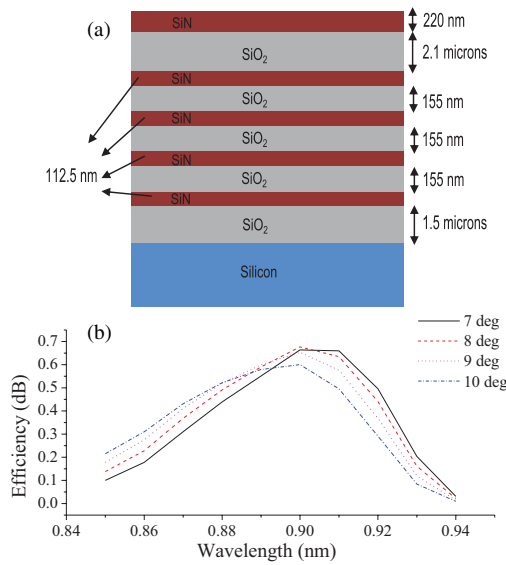 (a)
SiN
220 nm
SiO₂
2.1 microns
SiN
SiO₂
155 nm
SiN
SiO₂
155 nm
112.5 nm
SiN
SiO₂
155 nm
SiN
SiO₂
1.5 microns
Silicon
(b)
7 deg
8 deg
9 deg
10 deg
Efficiency (dB)
0.7
0.6
0.5
0.4
0.3
0.2
0.1
0.0
0.84 0.86 0.88 0.90 0.92 0.94
Wavelength (nm)